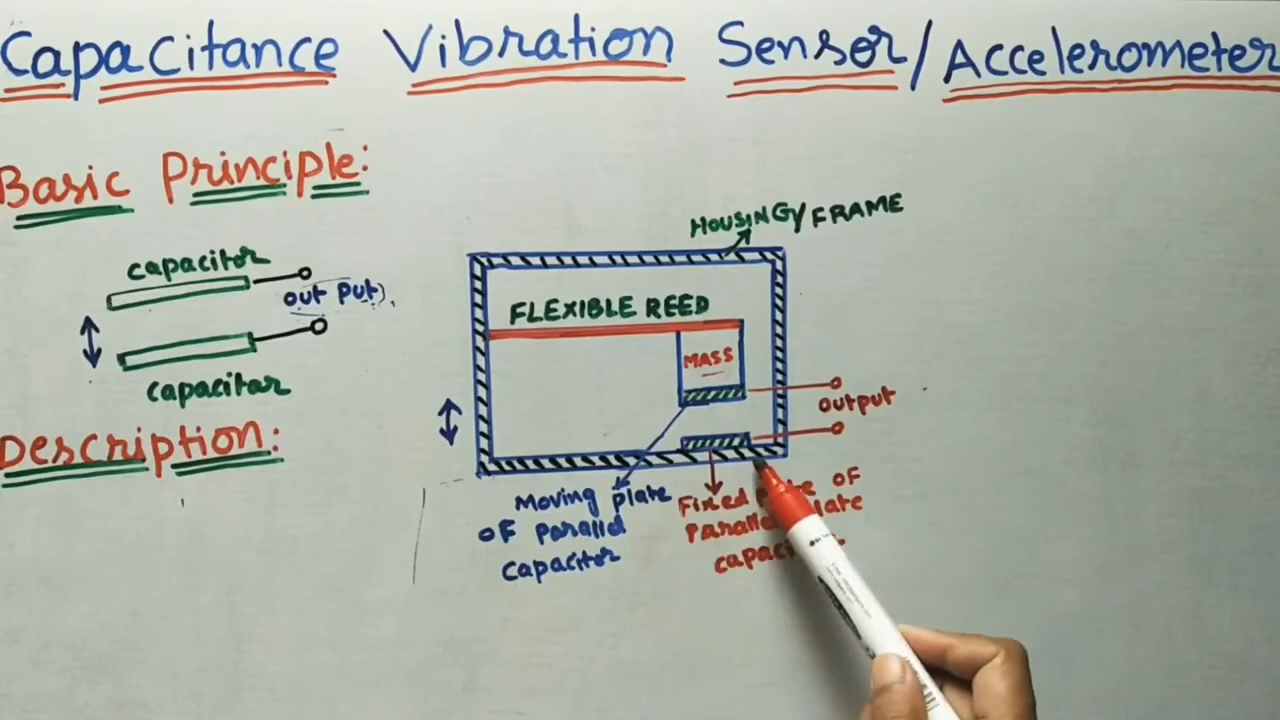 Capacitance Vibration Sensor/Accelerometer
Basic Principle:
capacitor
out put
capacitor
Description:
HOUSING/FRAME
FLEXIBLE REED
MASS
output
Moving plate
OF parallel
capacitor
Fixed OF
Parallel